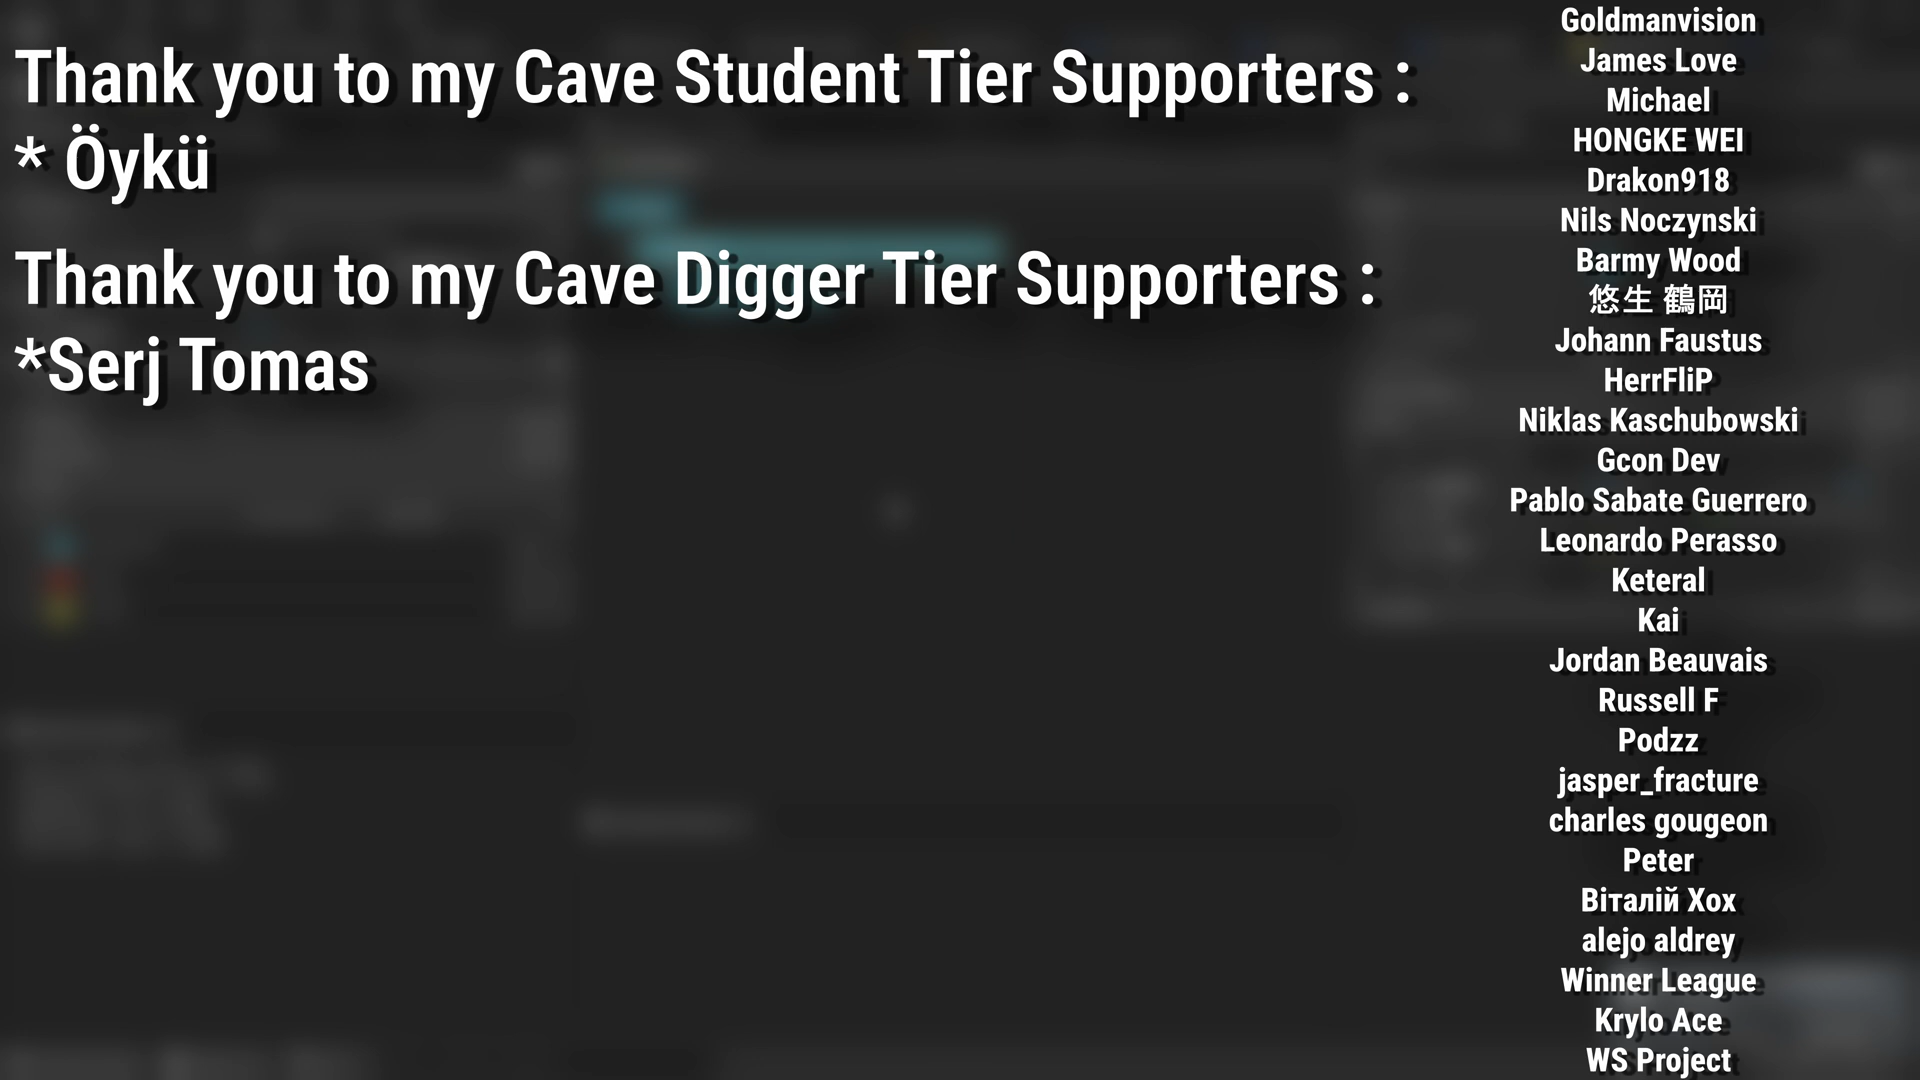 Thank you to my Cave Student Tier Supporters :
* Öykü
Thank you to my Cave Digger Tier Supporters :
*Serj Tomas
Goldmanvision
James Love
Michael
HONGKE WEI
Drakon918
Nils Noczynski
Barmy Wood
悠生 鶴岡
Johann Faustus
HerrFliP
Niklas Kaschubowski
Gcon Dev
Pablo Sabate Guerrero
Leonardo Perasso
Keteral
Kai
Jordan Beauvais
Russell F
Podzz
jasper_fracture
charles gougeon
Peter
Віталій Хох
alejo aldrey
Winner League
Krylo Ace
WS Project